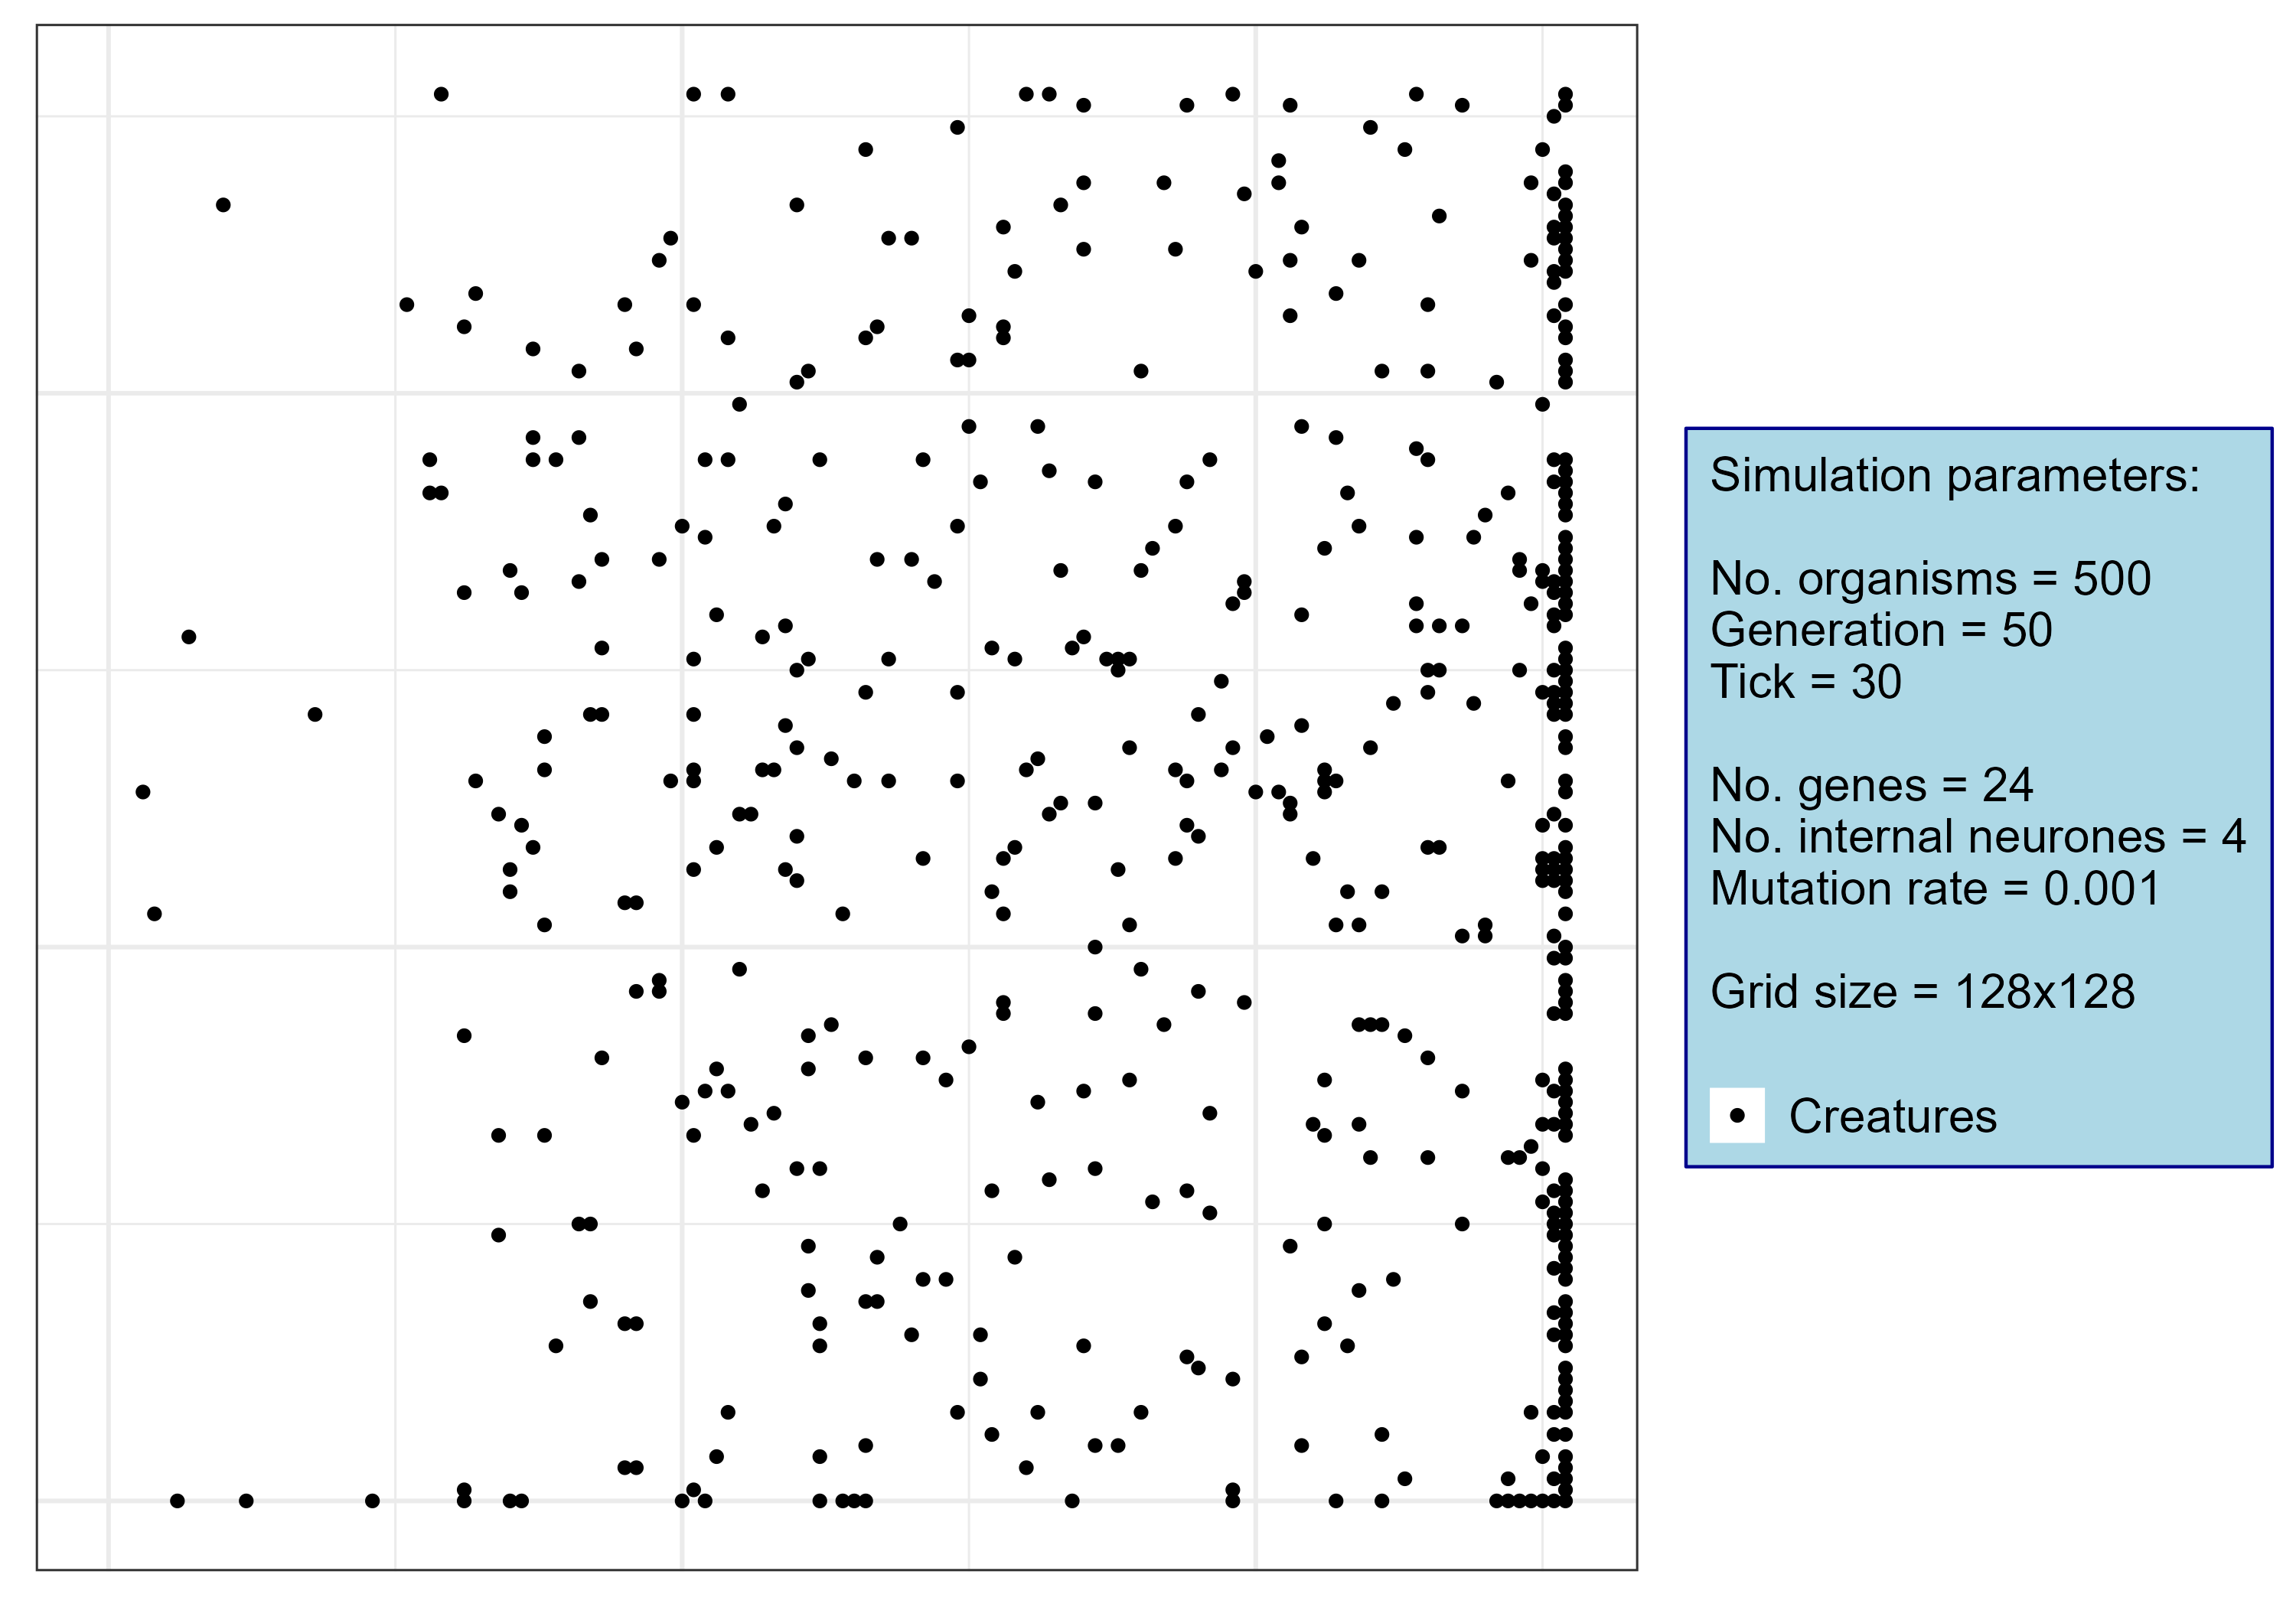 Simulation parameters:
No. organisms = 500
Generation = 50
Tick = 30
No. genes = 24
No. internal neurones = 4
Mutation rate = 0.001
Grid size = 128x128
Creatures